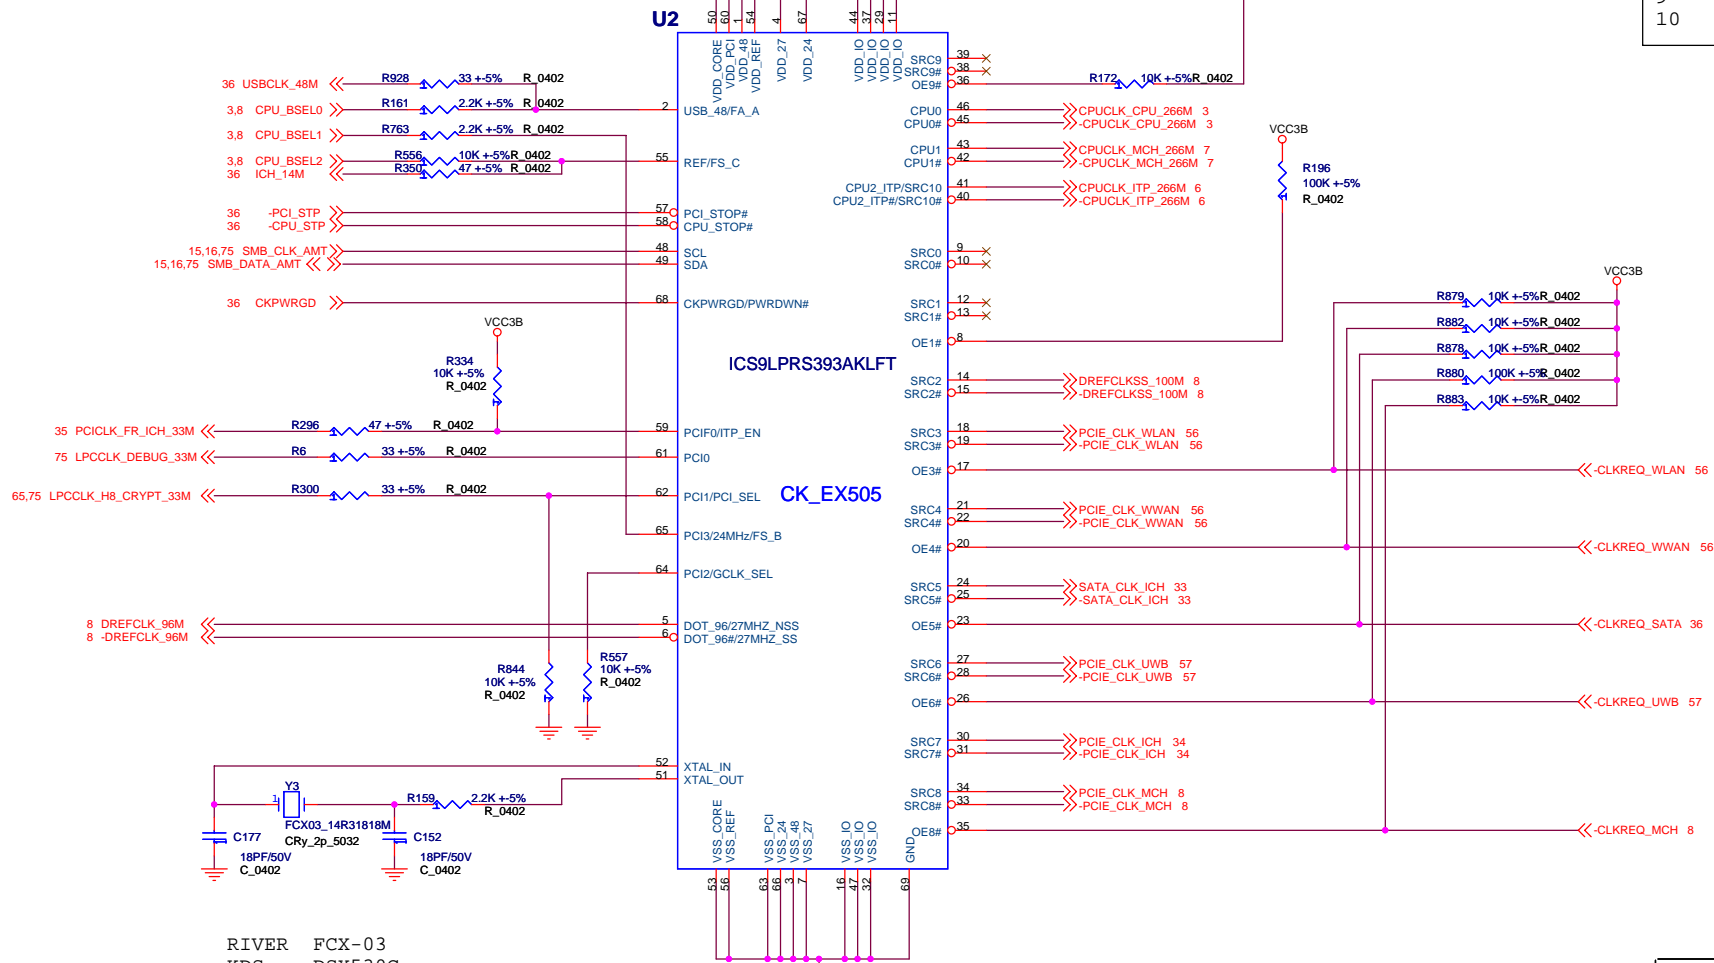 U2
50 60 1 54 4 67 44 37 29 11
10
VDD_CORE VDD_PCI VDD_48 VDD_REF VDD_27 VDD_24 VDD_IO VDD_IO VDD_IO VDD_IO
36 USBCLK_48M R928 33 +-5% R_0402
3,8 CPU_BSEL0 R161 2.2K +-5% R_0402 2 USB_48/FA_A
3,8 CPU_BSEL1 R763 2.2K +-5% R_0402
3,8 CPU_BSEL2 R556 10K +-5% R_0402 55 REF/FS_C
36 ICH_14M R350 47 +-5% R_0402
36 -PCI_STP 57 PCI_STOP#
36 -CPU_STP 58 CPU_STOP#
15,16,75 SMB_CLK_AMT 48 SCL
15,16,75 SMB_DATA_AMT 49 SDA
36 CKPWRGD 68 CKPWRGD/PWRDWN#
VCC3B
R334
10K +-5%
R_0402
35 PCICLK_FR_ICH_33M R296 47 +-5% R_0402 59 PCIF0/ITP_EN
75 LPCCLK_DEBUG_33M R6 33 +-5% R_0402 61 PCI0
65,75 LPCCLK_H8_CRYPT_33M R300 33 +-5% R_0402 62 PCI1/PCI_SEL
65 PCI3/24MHz/FS_B
64 PCI2/GCLK_SEL
8 DREFCLK_96M 5 DOT_96/27MHZ_NSS
8 -DREFCLK_96M 6 DOT_96#/27MHZ_SS
R844
10K +-5%
R_0402
R557
10K +-5%
R_0402
52 XTAL_IN
51 XTAL_OUT
Y3
1
FCX03_14R31818M
CRy_2p_5032
R159 2.2K +-5%
R_0402
C177
18PF/50V
C_0402
C152
18PF/50V
C_0402
ICS9LPRS393AKLFT
CK_EX505
SRC9 39
SRC9# 38
OE9# 36 R172 10K +-5% R_0402
CPU0 46 CPUCLK_CPU_266M 3
CPU0# 45 -CPUCLK_CPU_266M 3
CPU1 43 CPUCLK_MCH_266M 7
CPU1# 42 -CPUCLK_MCH_266M 7
CPU2_ITP/SRC10 41 CPUCLK_ITP_266M 6
CPU2_ITP#/SRC10# 40 -CPUCLK_ITP_266M 6
VCC3B
R196
100K +-5%
R_0402
SRC0 9
SRC0# 10
SRC1 12
SRC1# 13
OE1# 8
VCC3B
R879 10K +-5% R_0402
R882 10K +-5% R_0402
R878 10K +-5% R_0402
R880 100K +-5% R_0402
R883 10K +-5% R_0402
SRC2 14 DREFCLKSS_100M 8
SRC2# 15 -DREFCLKSS_100M 8
SRC3 18 PCIE_CLK_WLAN 56
SRC3# 19 -PCIE_CLK_WLAN 56
OE3# 17 -CLKREQ_WLAN 56
SRC4 21 PCIE_CLK_WWAN 56
SRC4# 22 -PCIE_CLK_WWAN 56
OE4# 20 -CLKREQ_WWAN 56
SRC5 24 SATA_CLK_ICH 33
SRC5# 25 -SATA_CLK_ICH 33
OE5# 23 -CLKREQ_SATA 36
SRC6 27 PCIE_CLK_UWB 57
SRC6# 28 -PCIE_CLK_UWB 57
OE6# 26 -CLKREQ_UWB 57
SRC7 30 PCIE_CLK_ICH 34
SRC7# 31 -PCIE_CLK_ICH 34
SRC8 34 PCIE_CLK_MCH 8
SRC8# 33 -PCIE_CLK_MCH 8
OE8# 35 -CLKREQ_MCH 8
VSS_CORE VSS_REF VSS_PCI VSS_24 VSS_48 VSS_27 VSS_IO VSS_IO VSS_IO GND
53 56 63 66 3 7 16 47 32 69
RIVER FCX-03